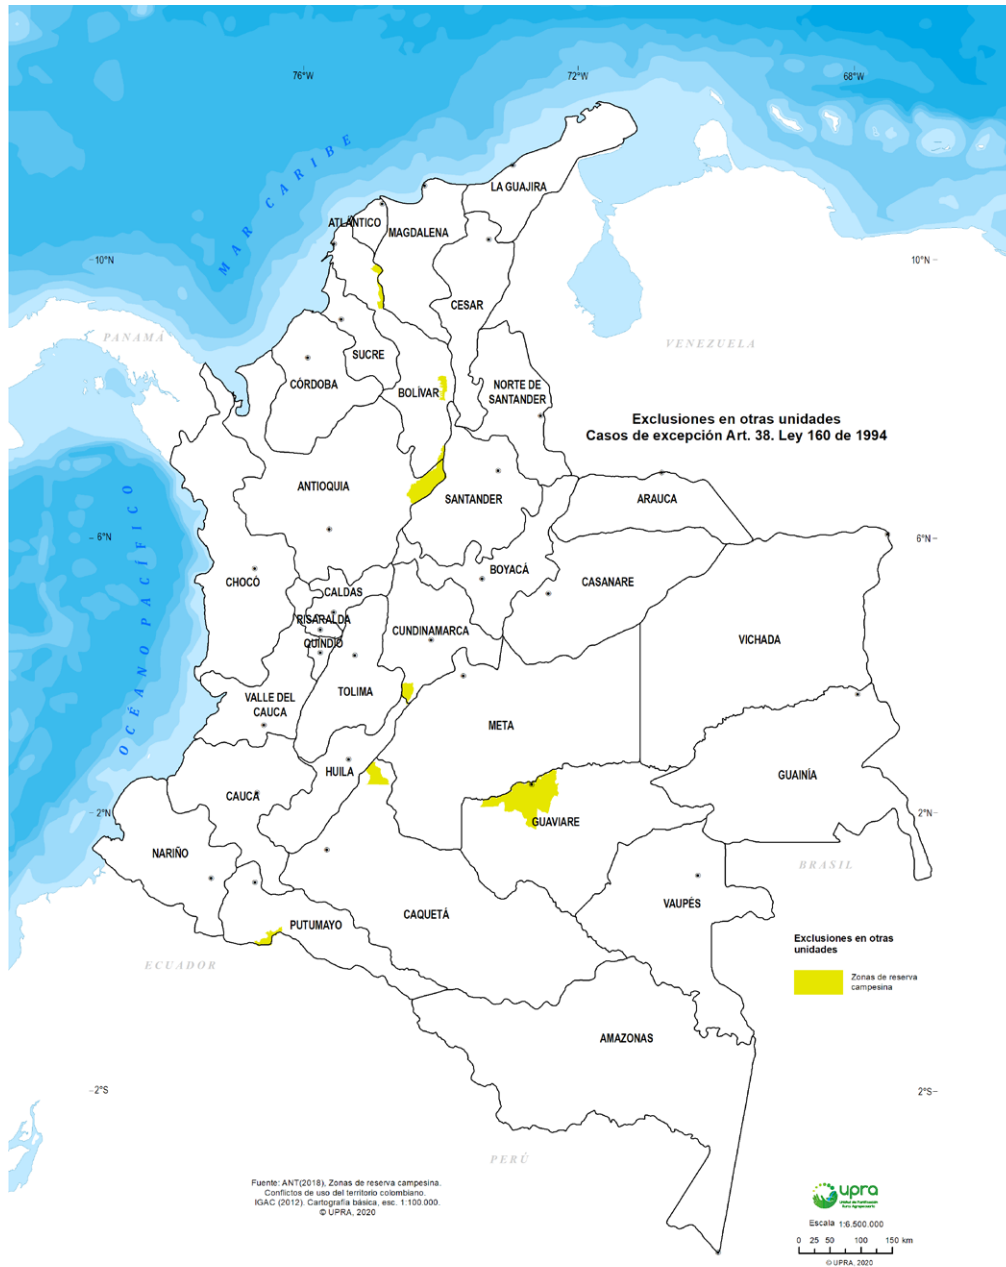 76°W
72°W
68°W
MAR CARIBE
LA GUAJIRA
ATLÁNTICO
MAGDALENA
10°N
10°N
CESAR
PANAMÁ
VENEZUELA
SUCRE
CÓRDOBA
BOLÍVAR
NORTE DE
SANTANDER
Exclusiones en otras unidades
Casos de excepción Art. 38. Ley 160 de 1994
ANTIOQUIA
SANTANDER
ARAUCA
OCÉANO PACÍFICO
6°N
6°N
BOYACÁ
CHOCÓ
CASANARE
CALDAS
RISARALDA
CUNDINAMARCA
QUINDÍO
VICHADA
TOLIMA
VALLE DEL
CAUCA
META
HUILA
GUAINÍA
CAUCA
2°N
2°N
GUAVIARE
NARIÑO
BRASIL
VAUPÉS
CAQUETÁ
PUTUMAYO
ECUADOR
Exclusiones en otras
unidades
Zonas de reserva
campesina
AMAZONAS
2°S
2°S
PERÚ
Fuente: ANT(2018), Zonas de reserva campesina.
Conflictos de uso del territorio colombiano.
IGAC (2012). Cartografía básica, esc. 1:100.000.
© UPRA, 2020
upra
Unidad de Planificación
Rural Agropecuaria
Escala 1:6.500.000
0 25 50 100 150 km
© UPRA, 2020